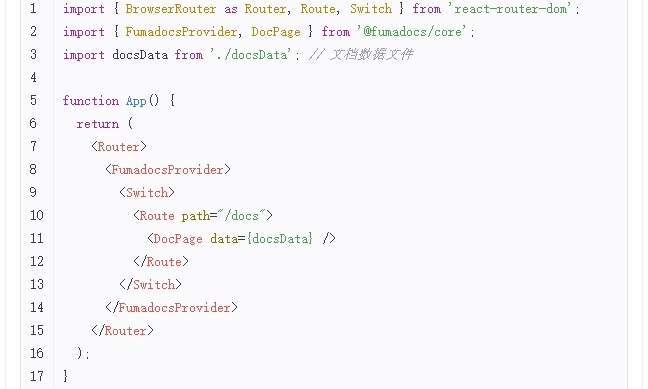 1 import { BrowserRouter as Router, Route, Switch } from 'react-router-dom';
2 import { FumadocsProvider, DocPage } from '@fumadocs/core';
3 import docsData from './docsData'; // 文档数据文件
4
5 function App() {
6   return (
7     <Router>
8       <FumadocsProvider>
9         <Switch>
10           <Route path="/docs">
11             <DocPage data={docsData} />
12           </Route>
13         </Switch>
14       </FumadocsProvider>
15     </Router>
16   );
17 }